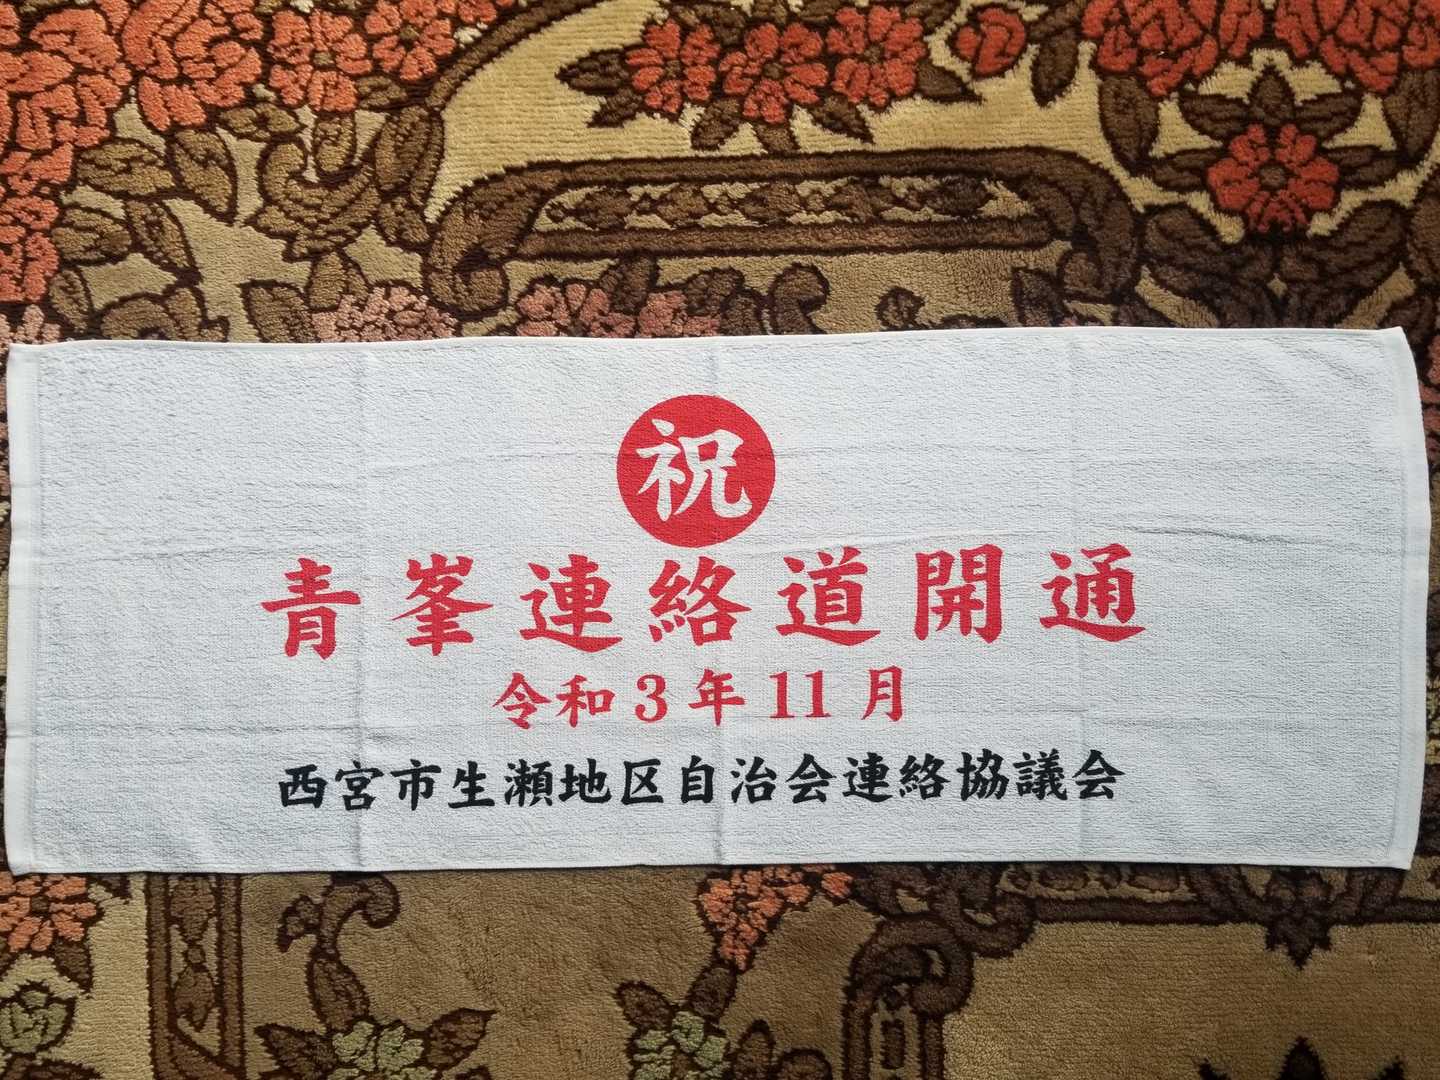 祝
青峯連絡道開通
令和3年11月
西宮市生瀬地区自治会連絡協議会